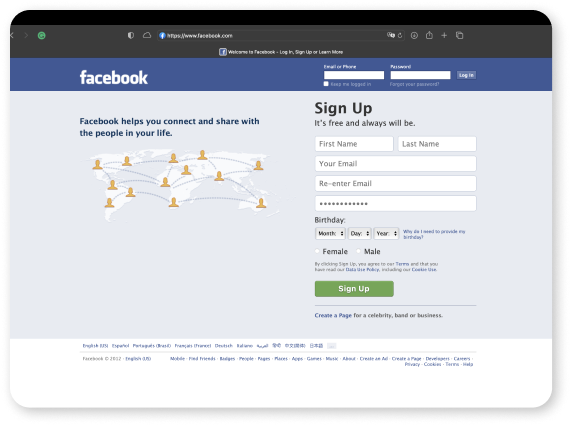 https://www.facebook.com
Welcome to Facebook - Log In, Sign Up or Learn More
facebook
Email or Phone
Password
Log In
Keep me logged in
Forgot your password?
Facebook helps you connect and share with
the people in your life.
Sign Up
It's free and always will be.
First Name
Last Name
Your Email
Re-enter Email
Birthday:
Month:
Day:
Year:
Why do I need to provide my
birthday?
Female
Male
By clicking Sign Up, you agree to our Terms and that you
have read our Data Use Policy, including our Cookie Use.
Sign Up
Create a Page for a celebrity, band or business.
English (US) Español Português (Brasil) Français (France) Deutsch Italiano العربية हिन्दी 中文(简体) 日本語 ...
Facebook © 2012 · English (US)
Mobile · Find Friends · Badges · People · Pages · Places · Apps · Games · Music · About · Create an Ad · Create a Page · Developers · Careers ·
Privacy · Cookies · Terms · Help